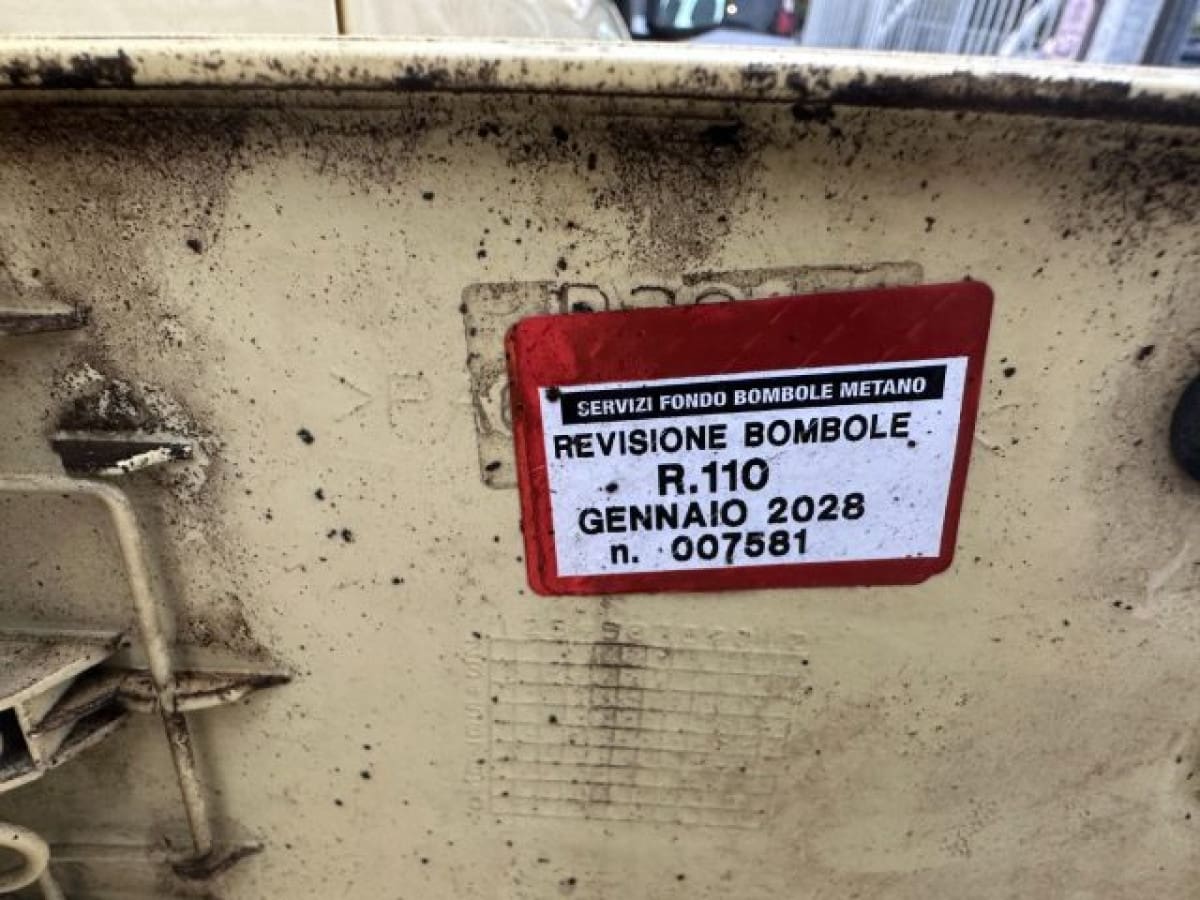 SERVIZI FONDO BOMBOLE METANO
REVISIONE BOMBOLE
R.110
GENNAIO 2028
n. 007581